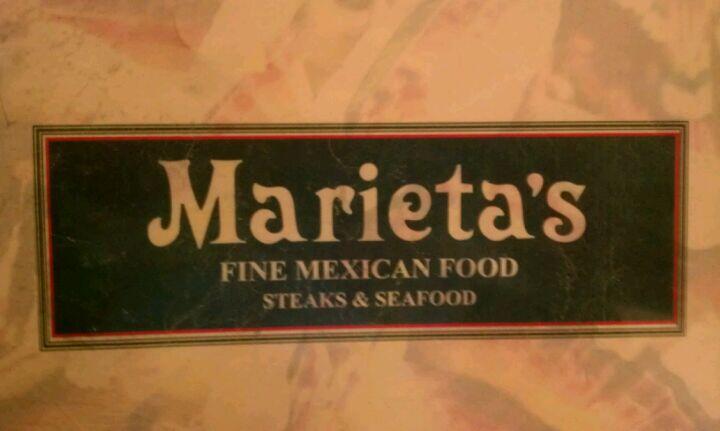 Marieta's
FINE MEXICAN FOOD
STEAKS & SEAFOOD